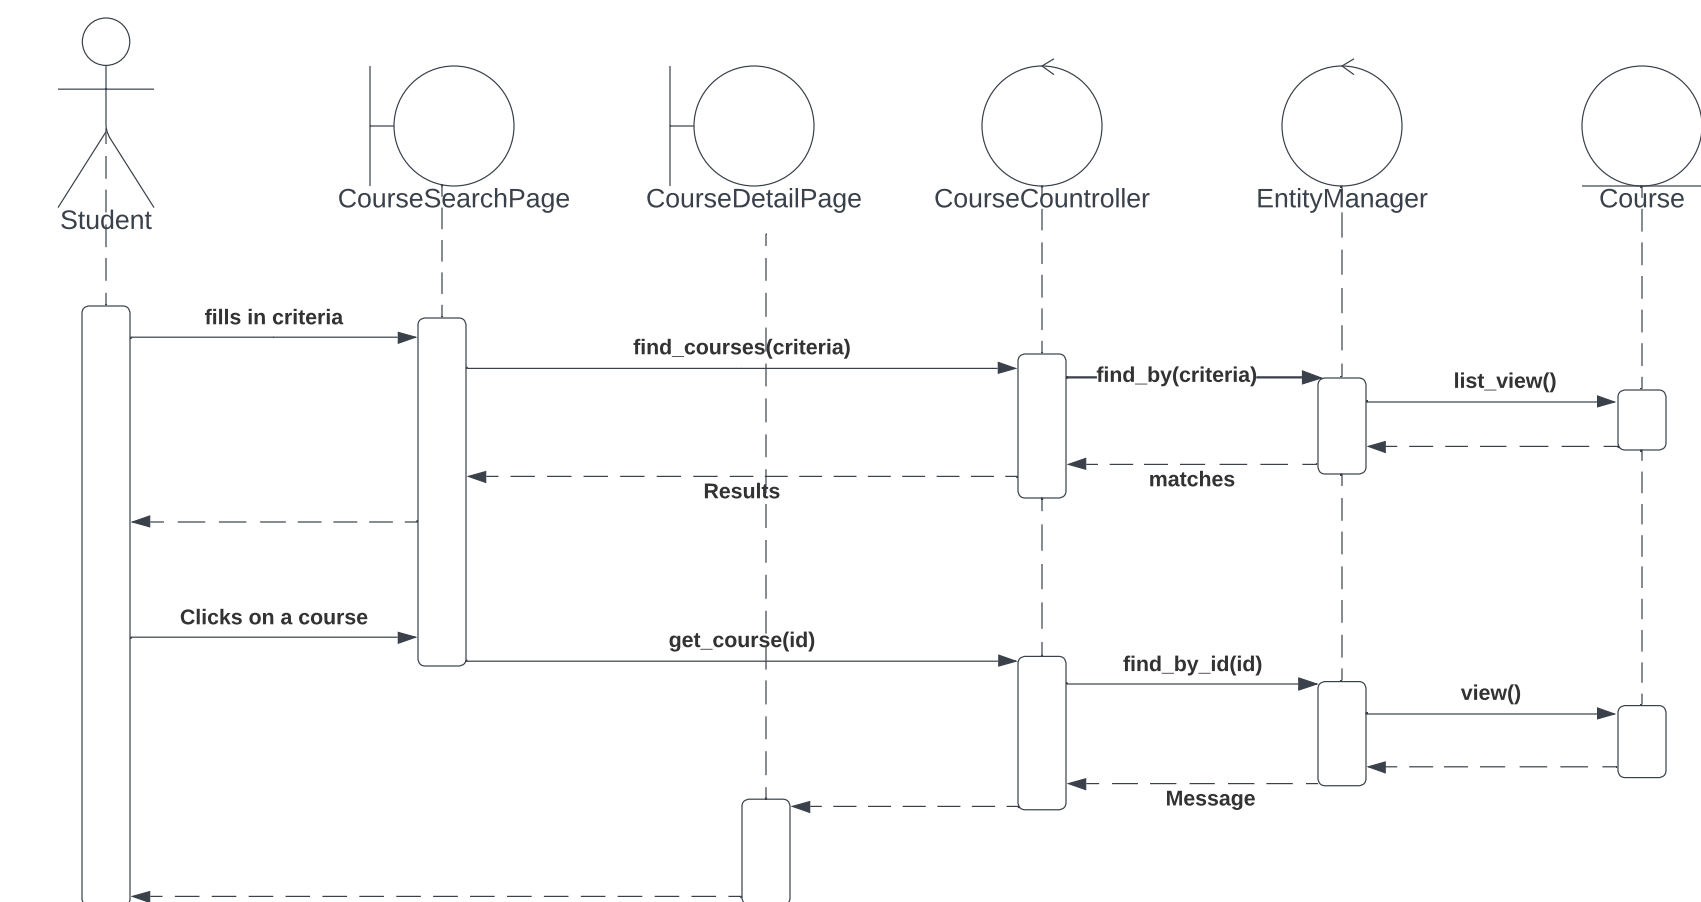 CourseSearchPage
CourseDetailPage
CourseCountroller
EntityManager
Course
Student
fills in criteria
find_courses(criteria)
find_by(criteria)
list_view()
matches
Results
Clicks on a course
get_course(id)
find_by_id(id)
view()
Message